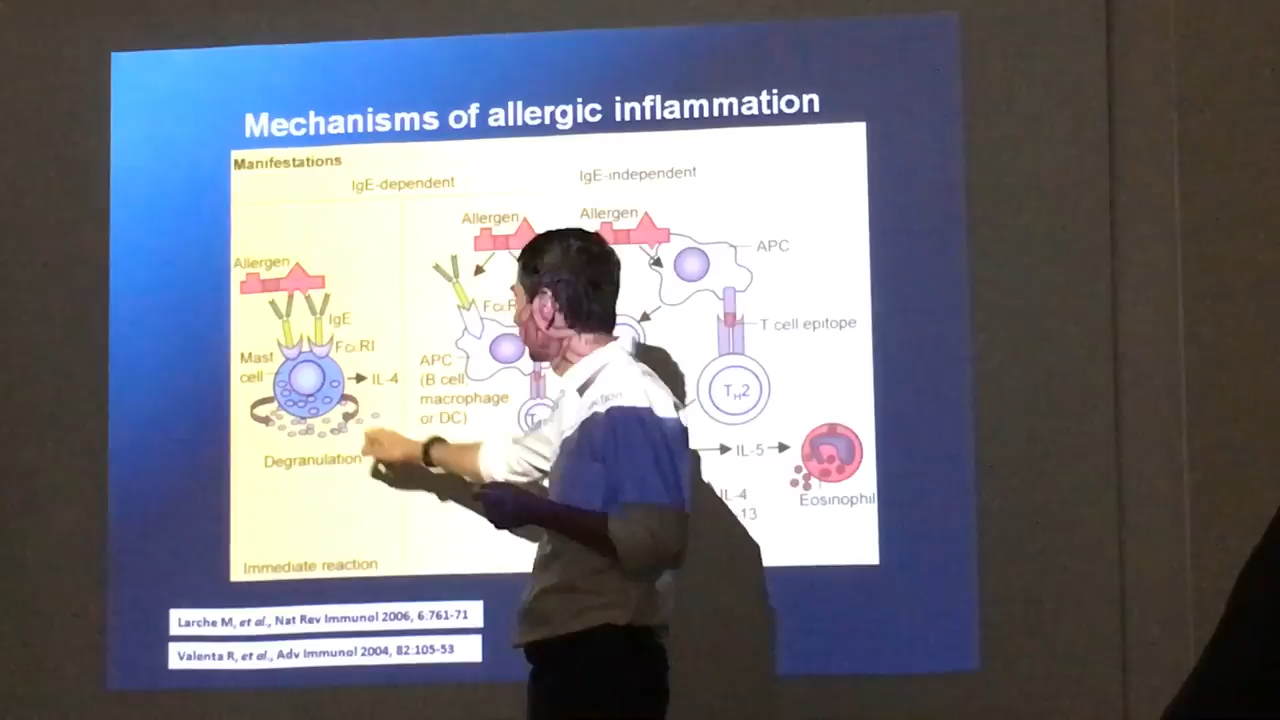 Mechanisms of allergic inflammation
Manifestations
IgE-dependent
IgE-independent
Allergen
Allergen
APC
Allergen
IgE
FcεRI
Mast
cell
IL-4
Degranulation
APC
(B cell
macrophage
or DC)
T cell epitope
TH2
IL-5
Eosinophil
IL-4
13
Immediate reaction
Larche M, et al., Nat Rev Immunol 2006, 6:761-71
Valenta R, et al., Adv Immunol 2004, 82:105-53